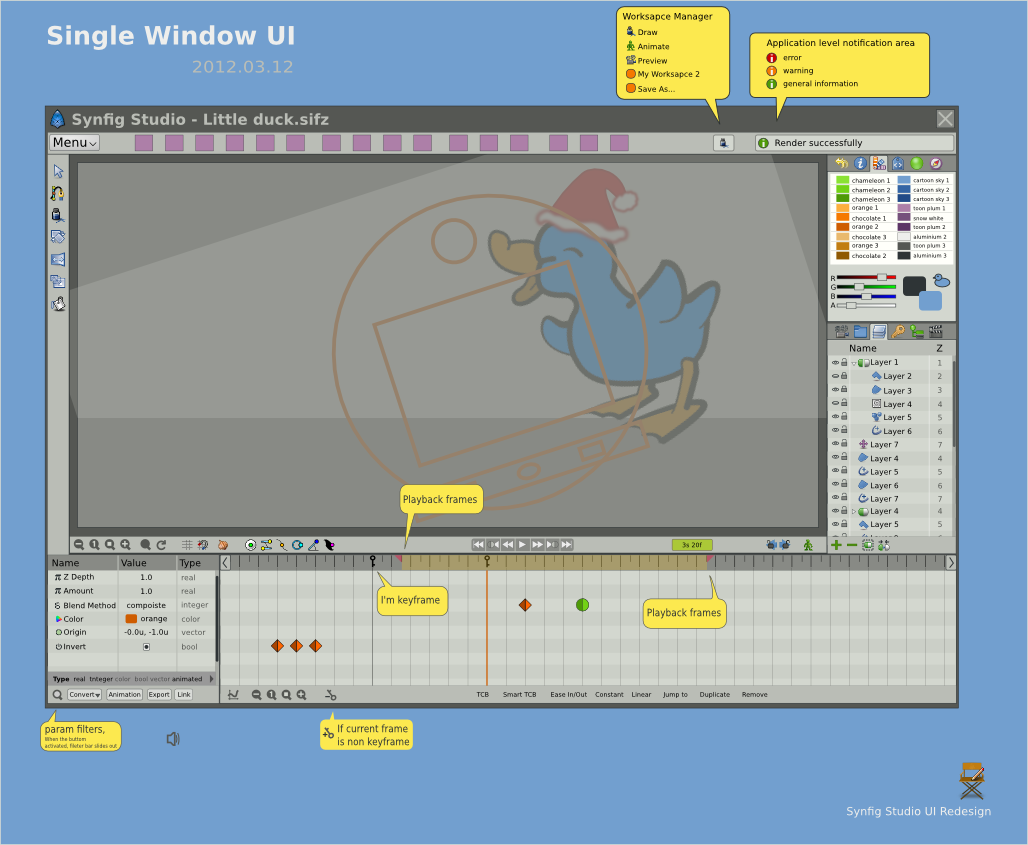 Single Window UI
2012.03.12
Worksapce Manager
Draw
Animate
Preview
My Worksapce 2
Save As...
Application level notification area
error
warning
general information
Synfig Studio - Little duck.sifz
Menu
Render successfully
chameleon 1 cartoon sky 1
chameleon 2 cartoon sky 2
chameleon 3 cartoon sky 3
orange 1 toon plum 1
chocolate 1 snow white
orange 2 toon plum 2
chocolate 3 aluminium 2
orange 3 toon plum 3
chocolate 2 aluminium 3
R
G
B
A
Name Z
Layer 1 1
Layer 2 2
Layer 3 3
Layer 4 4
Layer 5 5
Layer 6 6
Layer 7 7
Layer 4 4
Layer 5 5
Layer 6 6
Layer 7 7
Layer 4 4
Layer 5 5
Playback frames
3s 20f
Name Value Type
Z Depth 1.0 real
Amount 1.0 real
Blend Method compoiste integer
Color orange color
Origin -0.0u, -1.0u vector
Invert bool
I'm keyframe
Playback frames
Type real Integer color bool vector animated
Convert Animation Export Link
TCB Smart TCB Ease In/Out Constant Linear Jump to Duplicate Remove
param filters,
When the buttom
activated, fileter bar slides out
If current frame
is non keyframe
Synfig Studio UI Redesign